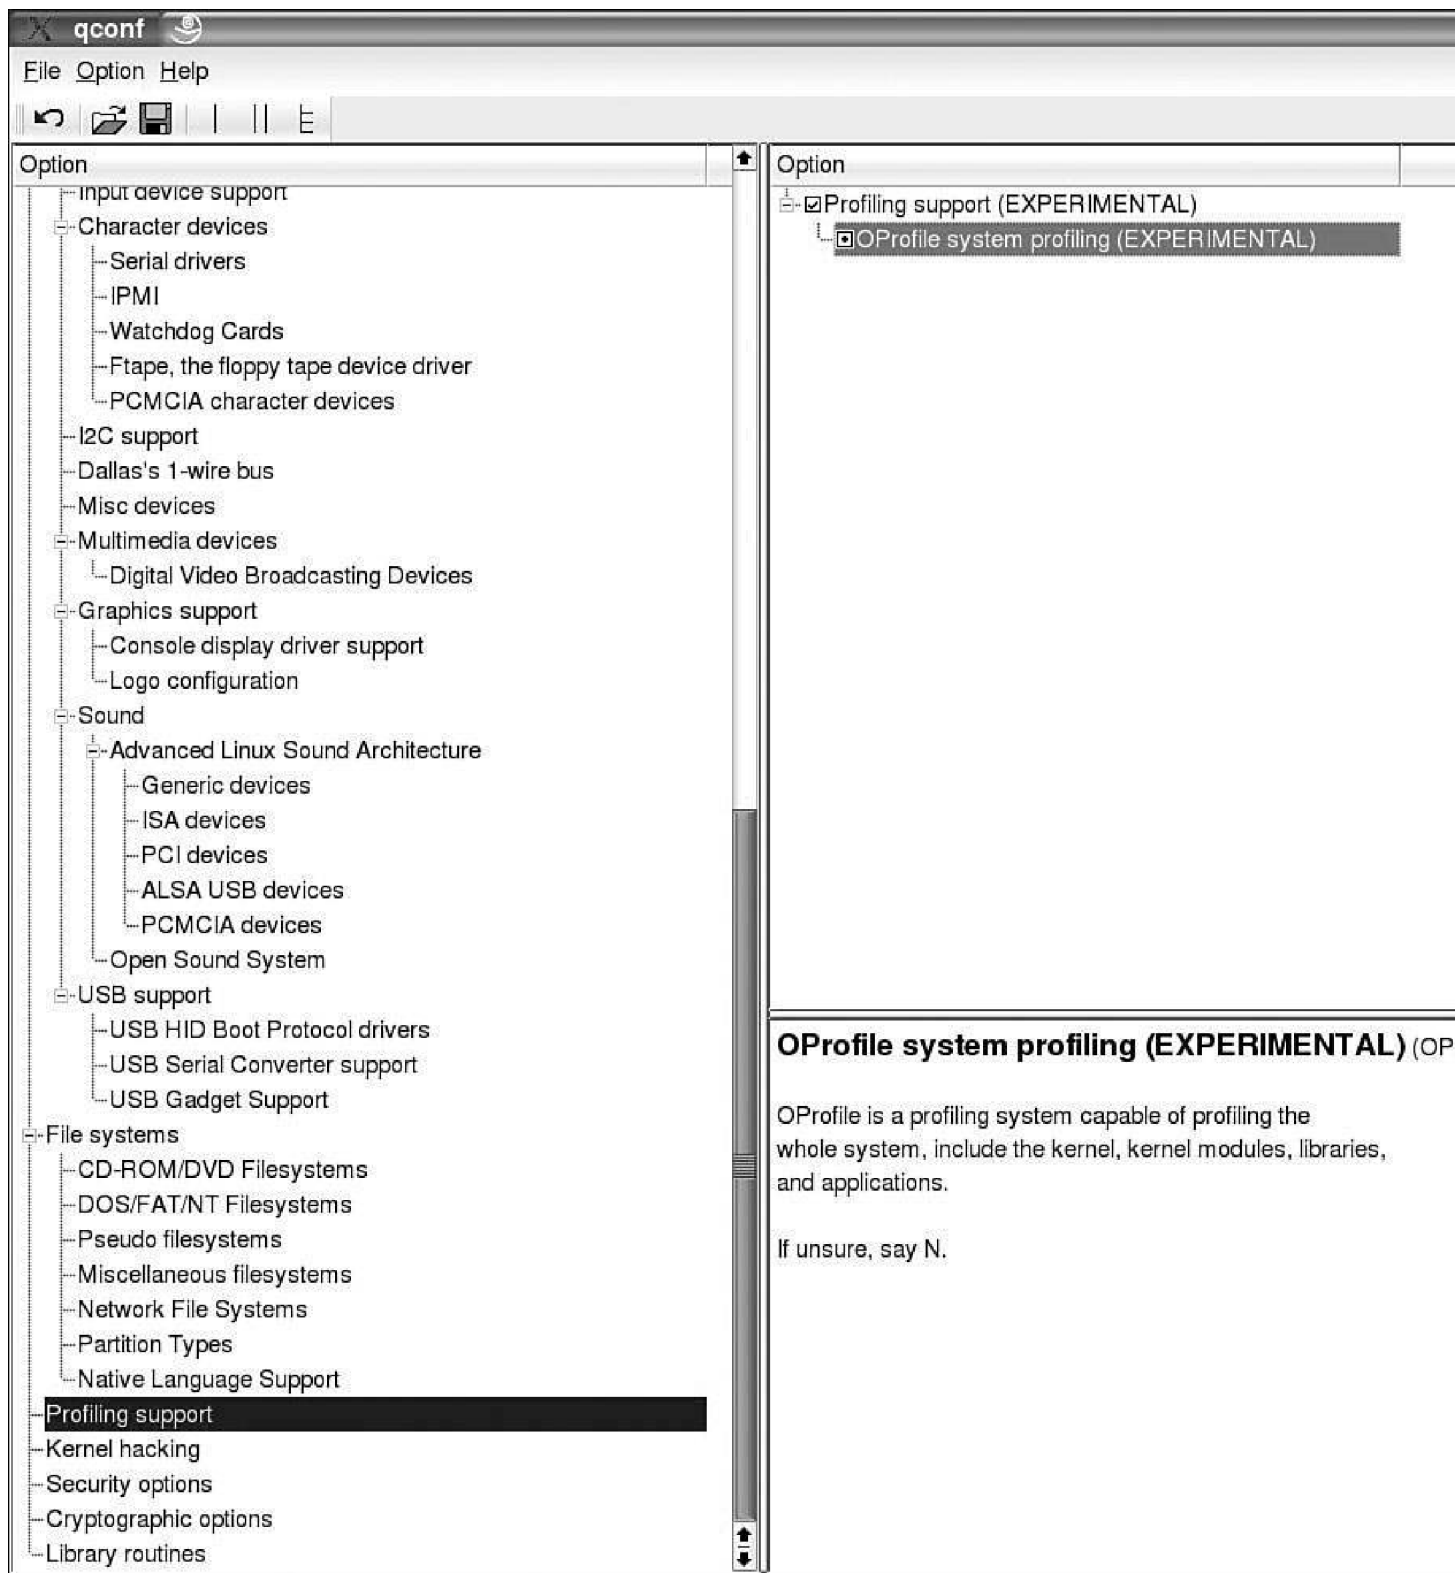 qconf
File Option Help
Option
Input device support
Character devices
Serial drivers
IPMI
Watchdog Cards
Ftape, the floppy tape device driver
PCMCIA character devices
I2C support
Dallas's 1-wire bus
Misc devices
Multimedia devices
Digital Video Broadcasting Devices
Graphics support
Console display driver support
Logo configuration
Sound
Advanced Linux Sound Architecture
Generic devices
ISA devices
PCI devices
ALSA USB devices
PCMCIA devices
Open Sound System
USB support
USB HID Boot Protocol drivers
USB Serial Converter support
USB Gadget Support
File systems
CD-ROM/DVD Filesystems
DOS/FAT/NT Filesystems
Pseudo filesystems
Miscellaneous filesystems
Network File Systems
Partition Types
Native Language Support
Profiling support
Kernel hacking
Security options
Cryptographic options
Library routines
Option
Profiling support (EXPERIMENTAL)
OProfile system profiling (EXPERIMENTAL)
OProfile system profiling (EXPERIMENTAL) (OP
OProfile is a profiling system capable of profiling the
whole system, include the kernel, kernel modules, libraries,
and applications.
If unsure, say N.